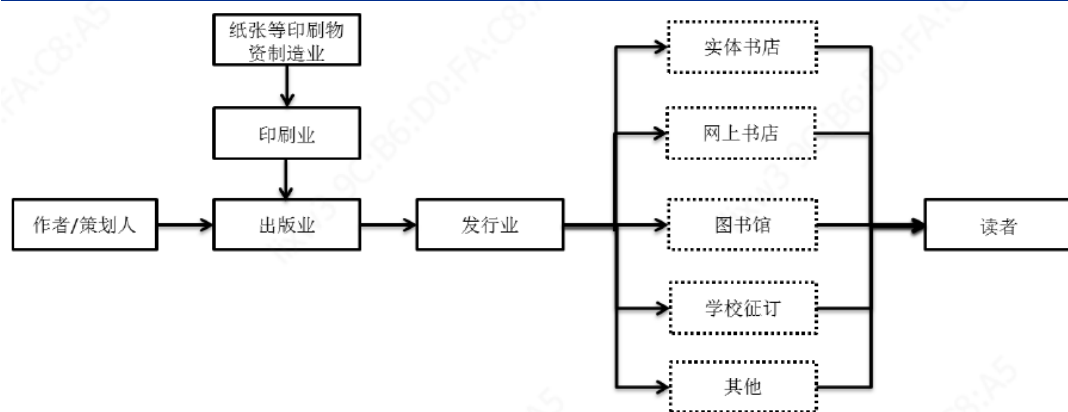 纸张等印刷物
资制造业
实体书店
印刷业
网上书店
作者/策划人
出版业
发行业
图书馆
读者
学校征订
其他